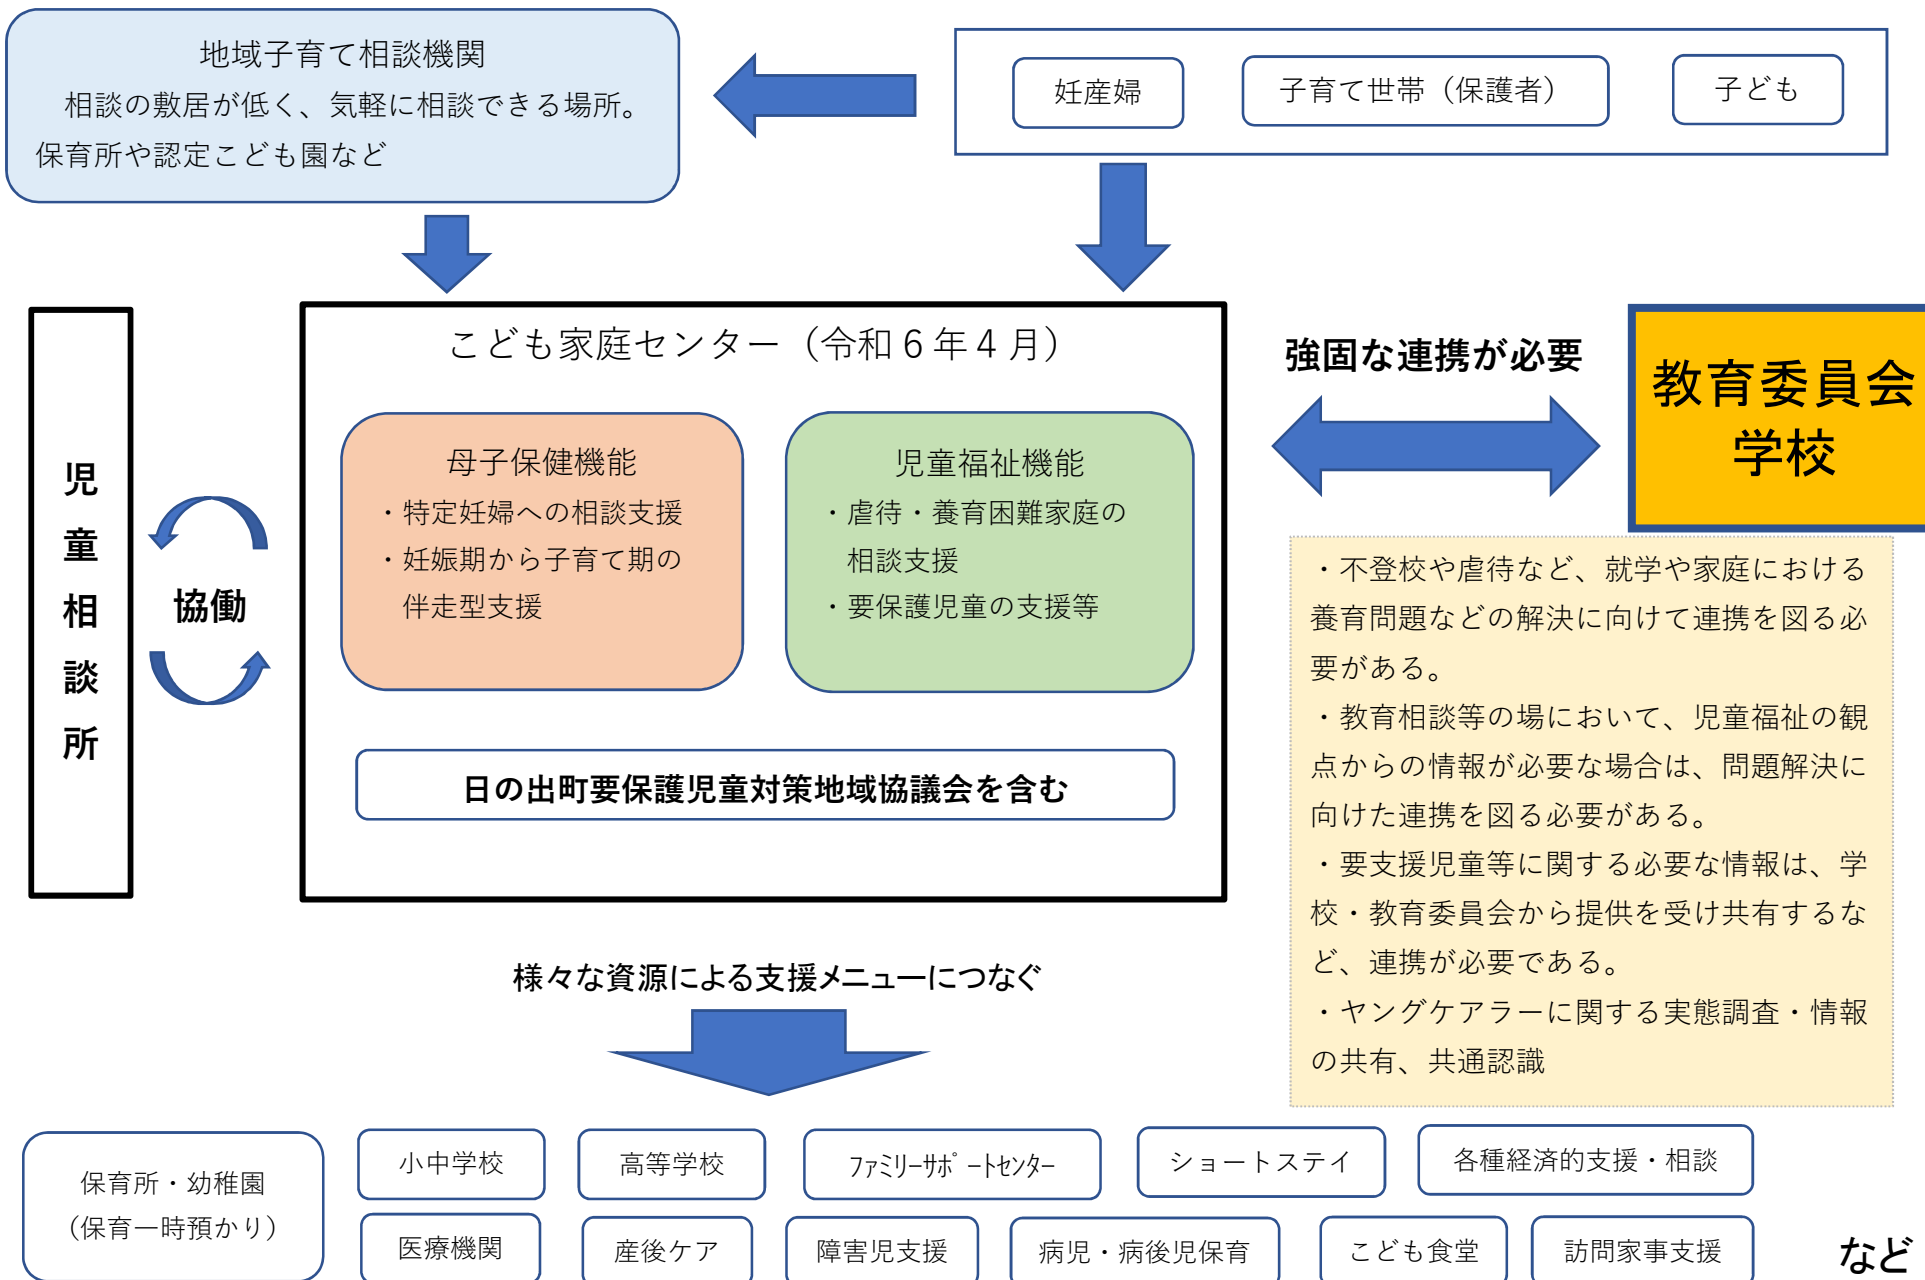 地域子育て相談機関
相談の敷居が低く、気軽に相談できる場所。
保育所や認定こども園など
妊産婦
子育て世帯（保護者）
子ども
児童相談所
協働
こども家庭センター（令和６年４月）
母子保健機能
・特定妊婦への相談支援
・妊娠期から子育て期の
伴走型支援
児童福祉機能
・虐待・養育困難家庭の
相談支援
・要保護児童の支援等
日の出町要保護児童対策地域協議会を含む
強固な連携が必要
教育委員会
学校
・不登校や虐待など、就学や家庭における
養育問題などの解決に向けて連携を図る必
要がある。
・教育相談等の場において、児童福祉の観
点からの情報が必要な場合は、問題解決に
向けた連携を図る必要がある。
・要支援児童等に関する必要な情報は、学
校・教育委員会から提供を受け共有するな
ど、連携が必要である。
・ヤングケアラーに関する実態調査・情報
の共有、共通認識
様々な資源による支援メニューにつなぐ
保育所・幼稚園
（保育一時預かり）
小中学校
高等学校
ﾌｧﾐﾘｰｻﾎﾟｰﾄｾﾝﾀｰ
ショートステイ
各種経済的支援・相談
医療機関
産後ケア
障害児支援
病児・病後児保育
こども食堂
訪問家事支援
など